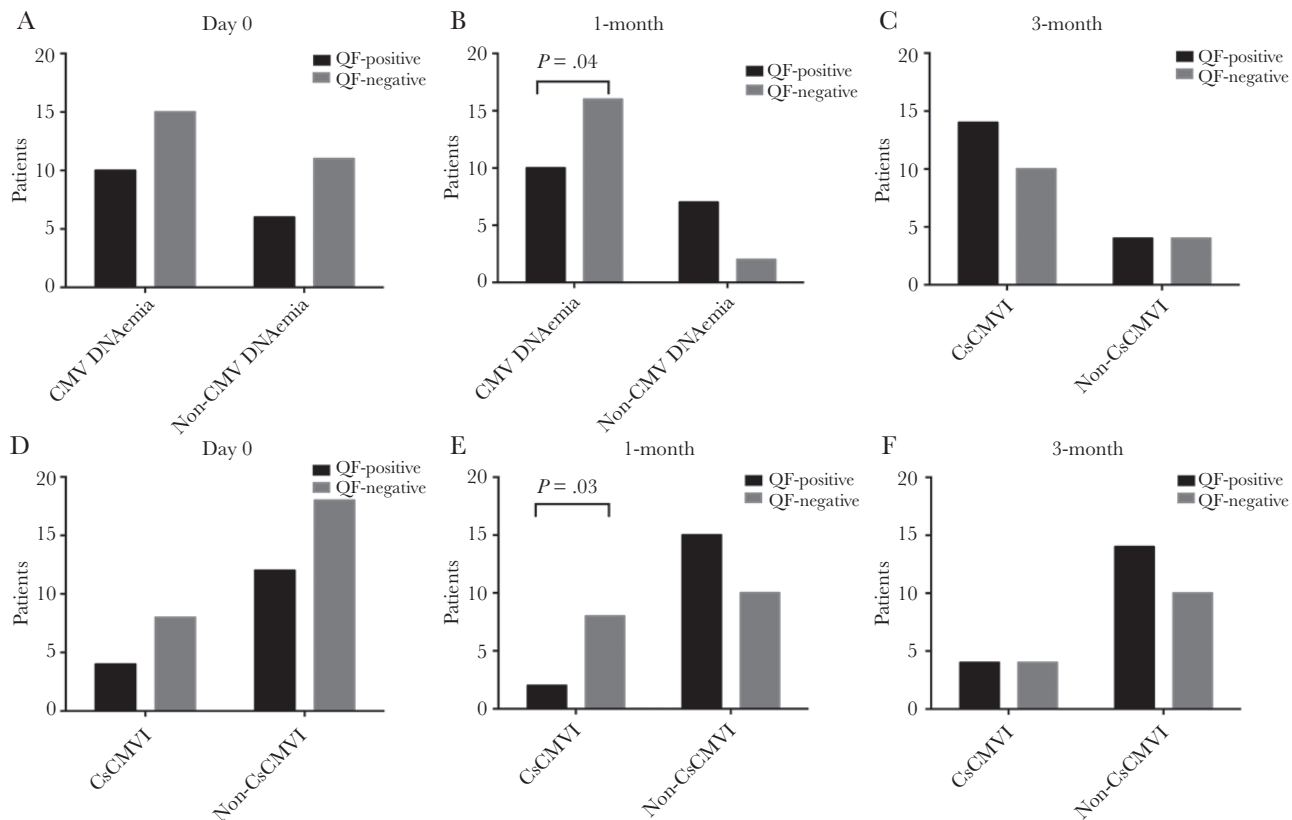 A
Day 0
20
15
10
5
0
Patients
QF-positive
QF-negative
CMV DNAemia
Non-CMV DNAemia
B
1-month
20
15
10
5
0
Patients
P = .04
QF-positive
QF-negative
CMV DNAemia
Non-CMV DNAemia
C
3-month
20
15
10
5
0
Patients
QF-positive
QF-negative
CsCMVI
Non-CsCMVI
D
Day 0
20
15
10
5
0
Patients
QF-positive
QF-negative
CsCMVI
Non-CsCMVI
E
1-month
20
15
10
5
0
Patients
P = .03
QF-positive
QF-negative
CsCMVI
Non-CsCMVI
F
3-month
20
15
10
5
0
Patients
QF-positive
QF-negative
CsCMVI
Non-CsCMVI